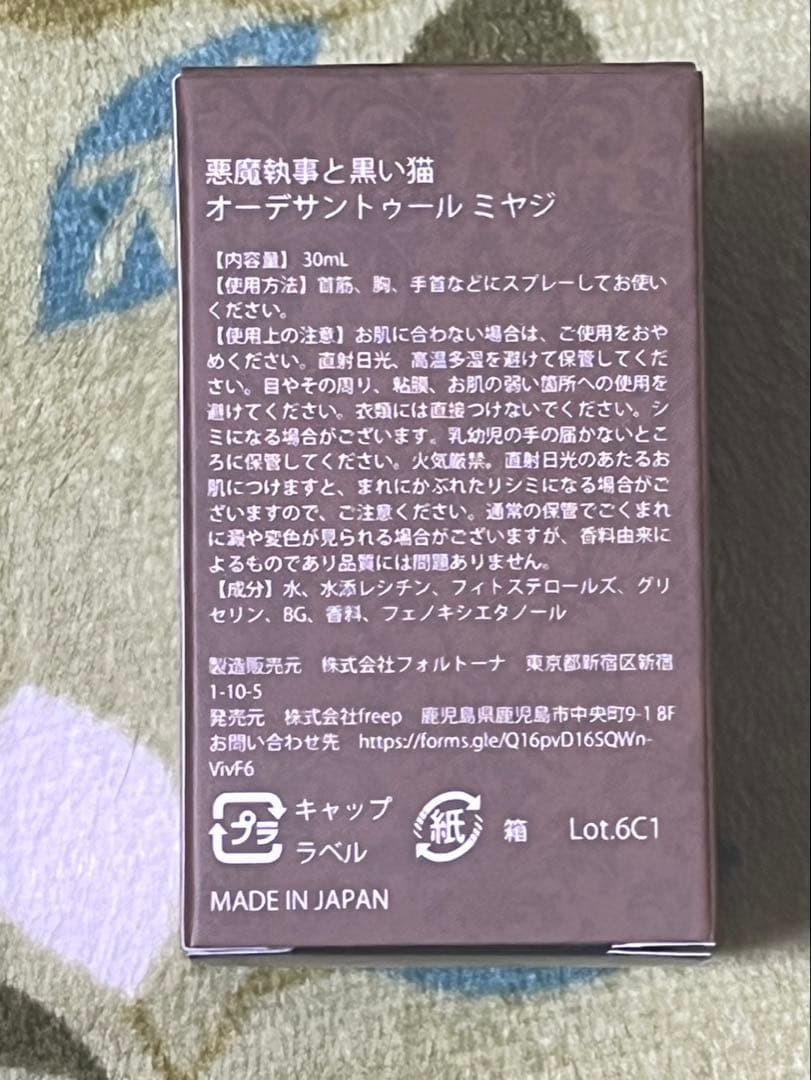 悪魔執事と黒い猫
オーデサントゥール ミヤジ
【内容量】 30mL
【使用方法】首筋、胸、手首などにスプレーしてお使い
ください。
【使用上の注意】お肌に合わない場合は、ご使用をおや
めください。直射日光、高温多湿を避けて保管してくだ
さい。目やその周り、粘膜、お肌の弱い箇所への使用を
避けてください。衣類には直接つけないでください。シ
ミになる場合がございます。乳幼児の手の届かないとこ
ろに保管してください。火気厳禁。直射日光のあたるお
肌につけますと、まれにかぶれたりシミになる場合がご
ざいますので、ご注意ください。通常の保管でごくまれ
に澱や変色が見られる場合がございますが、香料由来に
よるものであり品質には問題ありません。
【成分】水、水添レシチン、フィトステロールズ、グリ
セリン、BG、香料、フェノキシエタノール
製造販売元 株式会社フォルトーナ 東京都新宿区新宿
1-10-5
発売元 株式会社freep 鹿児島県鹿児島市中央町9-1 8F
お問い合わせ先 https://forms.gle/Q16pvD16SQWn-
VivF6
プラ キャップ
ラベル
紙 箱 Lot.6C1
MADE IN JAPAN